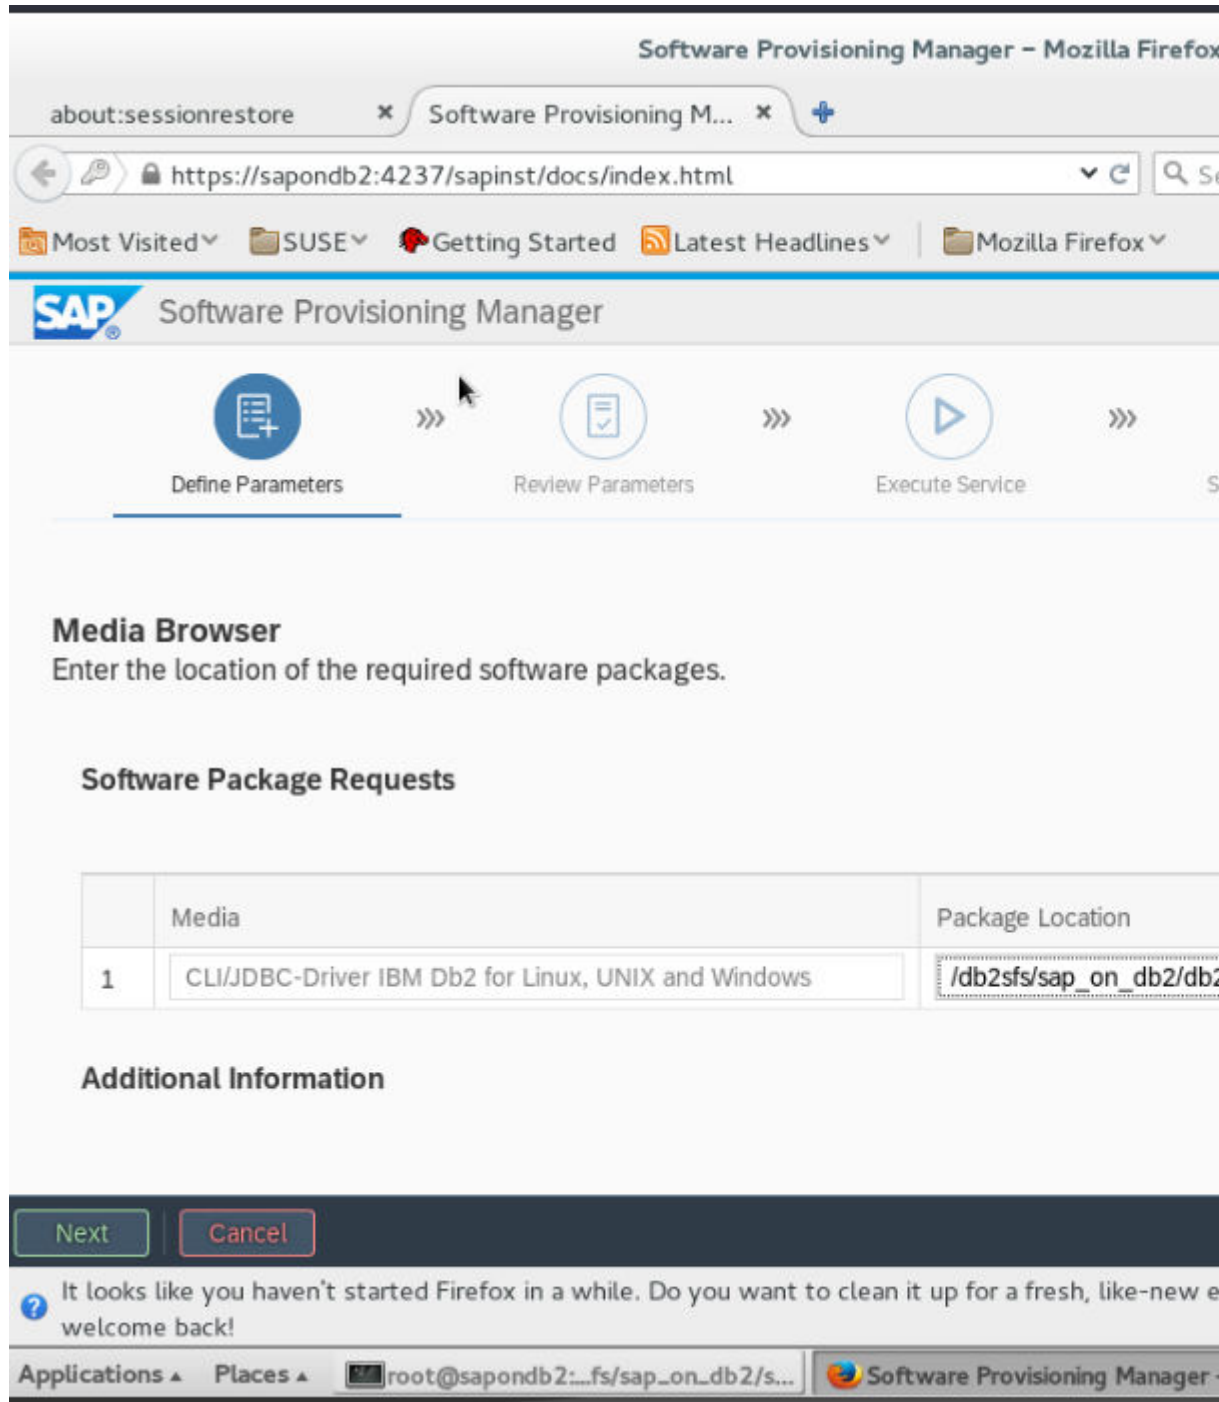 Software Provisioning Manager – Mozilla Firefox
about:sessionrestore
Software Provisioning M...
https://sapondb2:4237/sapinst/docs/index.html
Se
Most Visited
SUSE
Getting Started
Latest Headlines
Mozilla Firefox
SAP® Software Provisioning Manager
Define Parameters
Review Parameters
Execute Service
S
Media Browser
Enter the location of the required software packages.
Software Package Requests
Media
Package Location
1
CLI/JDBC-Driver IBM Db2 for Linux, UNIX and Windows
/db2sfs/sap_on_db2/db2
Additional Information
Next
Cancel
It looks like you haven't started Firefox in a while. Do you want to clean it up for a fresh, like-new e
welcome back!
Applications
Places
root@sapondb2:...fs/sap_on_db2/s...
Software Provisioning Manager -